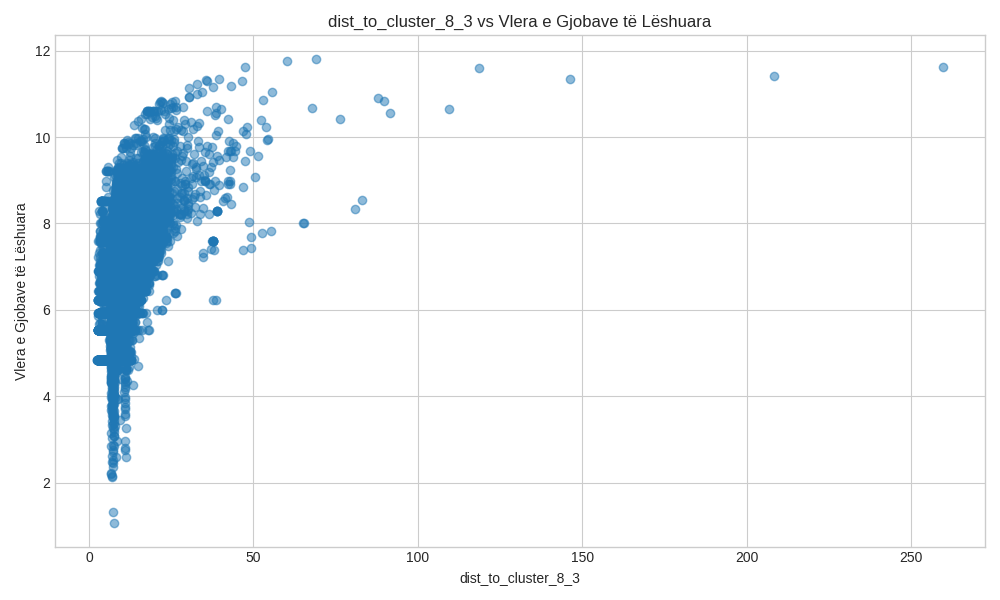 dist_to_cluster_8_3 vs Vlera e Gjobave të Lëshuara
12
10
8
6
4
2
Vlera e Gjobave të Lëshuara
0 50 100 150 200 250
dist_to_cluster_8_3